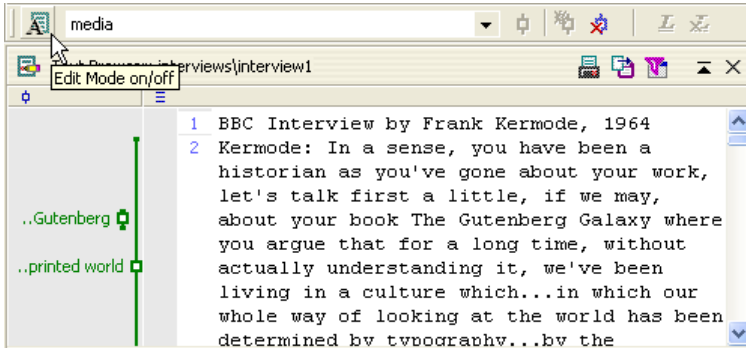 media
Edit Mode on/off
interviews\interview1
1 BBC Interview by Frank Kermode, 1964
2 Kermode: In a sense, you have been a
historian as you've gone about your work,
let's talk first a little, if we may,
..Gutenberg
about your book The Gutenberg Galaxy where
you argue that for a long time, without
..printed world
actually understanding it, we've been
living in a culture which...in which our
whole way of looking at the world has been
determined by typography...by the